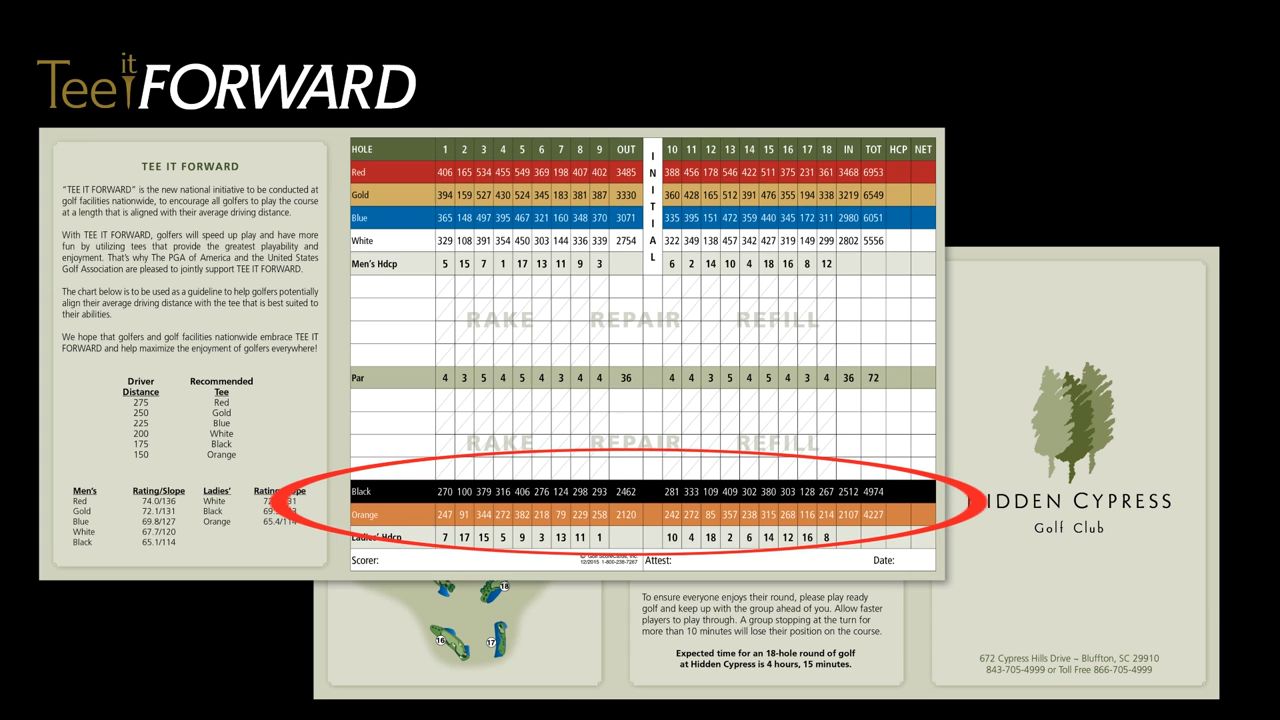 Tee it FORWARD
TEE IT FORWARD
“TEE IT FORWARD” is the new national initiative to be conducted at
golf facilities nationwide, to encourage all golfers to play the course
at a length that is aligned with their average driving distance.
With TEE IT FORWARD, golfers will speed up play and have more
fun by utilizing tees that provide the greatest playability and
enjoyment. That’s why The PGA of America and the United States
Golf Association are pleased to jointly support TEE IT FORWARD.
The chart below is to be used as a guideline to help golfers potentially
align their average driving distance with the tee that is best suited to
their abilities.
We hope that golfers and golf facilities nationwide embrace TEE IT
FORWARD and help maximize the enjoyment of golfers everywhere!
Driver Recommended
Distance Tee
275 Red
250 Gold
225 Blue
200 White
175 Black
150 Orange
Men’s Rating/Slope Ladies’
Red 74.0/136 White
Gold 72.1/131 Black
Blue 69.8/127 Orange 65.4/114
White 67.7/120
Black 65.1/114
HOLE 1 2 3 4 5 6 7 8 9 OUT INITIAL 10 11 12 13 14 15 16 17 18 IN TOT HCP NET
Red 406 165 534 455 549 369 198 407 402 3485 388 456 178 546 422 511 375 231 361 3468 6953
Gold 394 159 527 430 524 345 183 381 387 3330 360 428 165 512 391 476 355 194 338 3219 6549
Blue 365 148 497 395 467 321 160 348 370 3071 335 395 151 472 359 440 345 172 311 2980 6051
White 329 108 391 354 450 303 144 336 339 2754 322 349 138 457 342 427 319 149 299 2802 5556
Men’s Hdcp 5 15 7 1 17 13 11 9 3 6 2 14 10 4 18 16 8 12
RAKE REPAIR REFILL
Par 4 3 5 4 5 4 3 4 4 36 4 4 3 5 4 5 4 3 4 36 72
RAKE REPAIR REFILL
Black 270 100 379 316 406 276 124 298 293 2462 281 333 109 409 302 380 303 128 267 2512 4974
Orange 247 91 344 272 382 218 79 229 258 2120 242 272 85 357 238 315 268 116 214 2107 4227
Ladies’ Hdcp 7 17 15 5 9 3 13 11 1 10 4 18 2 6 14 12 16 8
Scorer: Attest: Date:
© Golf ScoreCards, Inc.
12/2015 1-800-238-7267
18
16
17
To ensure everyone enjoys their round, please play ready
golf and keep up with the group ahead of you. Allow faster
players to play through. A group stopping at the turn for
more than 10 minutes will lose their position on the course.
Expected time for an 18-hole round of golf
at Hidden Cypress is 4 hours, 15 minutes.
HIDDEN CYPRESS
Golf Club
672 Cypress Hills Drive ~ Bluffton, SC 29910
843-705-4999 or Toll Free 866-705-4999